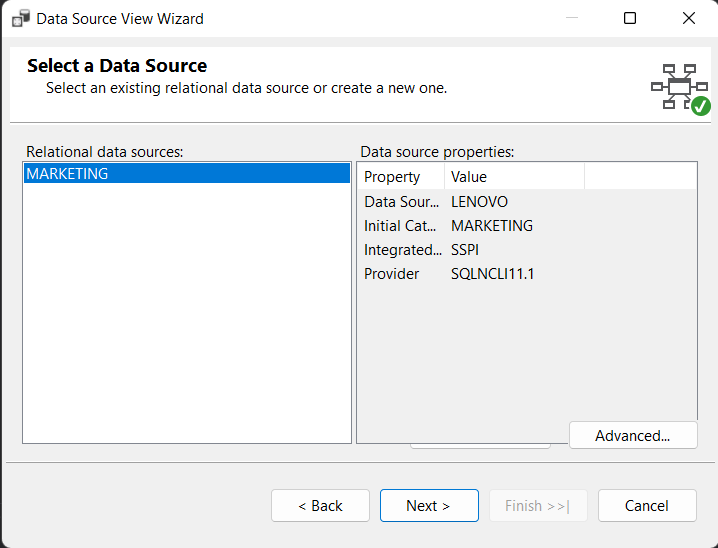 Data Source View Wizard
Select a Data Source
Select an existing relational data source or create a new one.
Relational data sources:
MARKETING
Data source properties:
Property Value
Data Sour... LENOVO
Initial Cat... MARKETING
Integrated... SSPI
Provider SQLNCLI11.1
Advanced...
< Back Next > Finish >>| Cancel